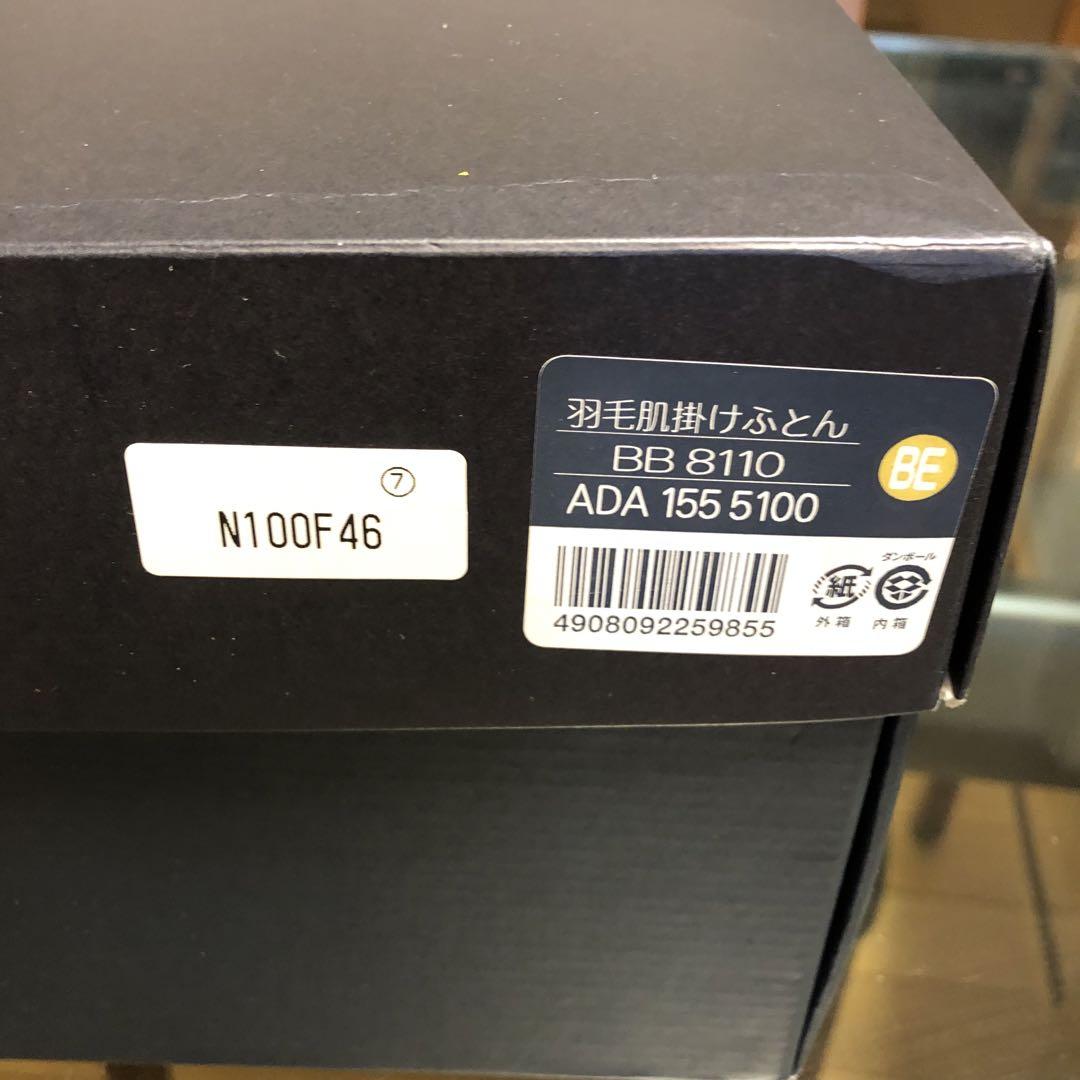 ⑦
N100F46
羽毛肌掛けふとん
BB 8110
ADA 155 5100
BE
4908092259855
紙
外箱
ダンボール
内箱